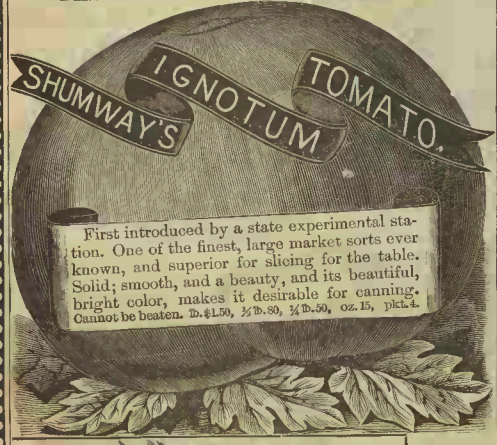 SHUMWAY'S IGNOTUM TOMATO.
First introduced by a state experimental sta-
tion. One of the finest, large market sorts ever
known, and superior for slicing for the table.
Solid; smooth, and a beauty, and its beautiful,
bright color, makes it desirable for canning.
Cannot be beaten. lb. $1.50, ½ lb. 80, ¼ lb. 50, oz. 15, pkt. 4.